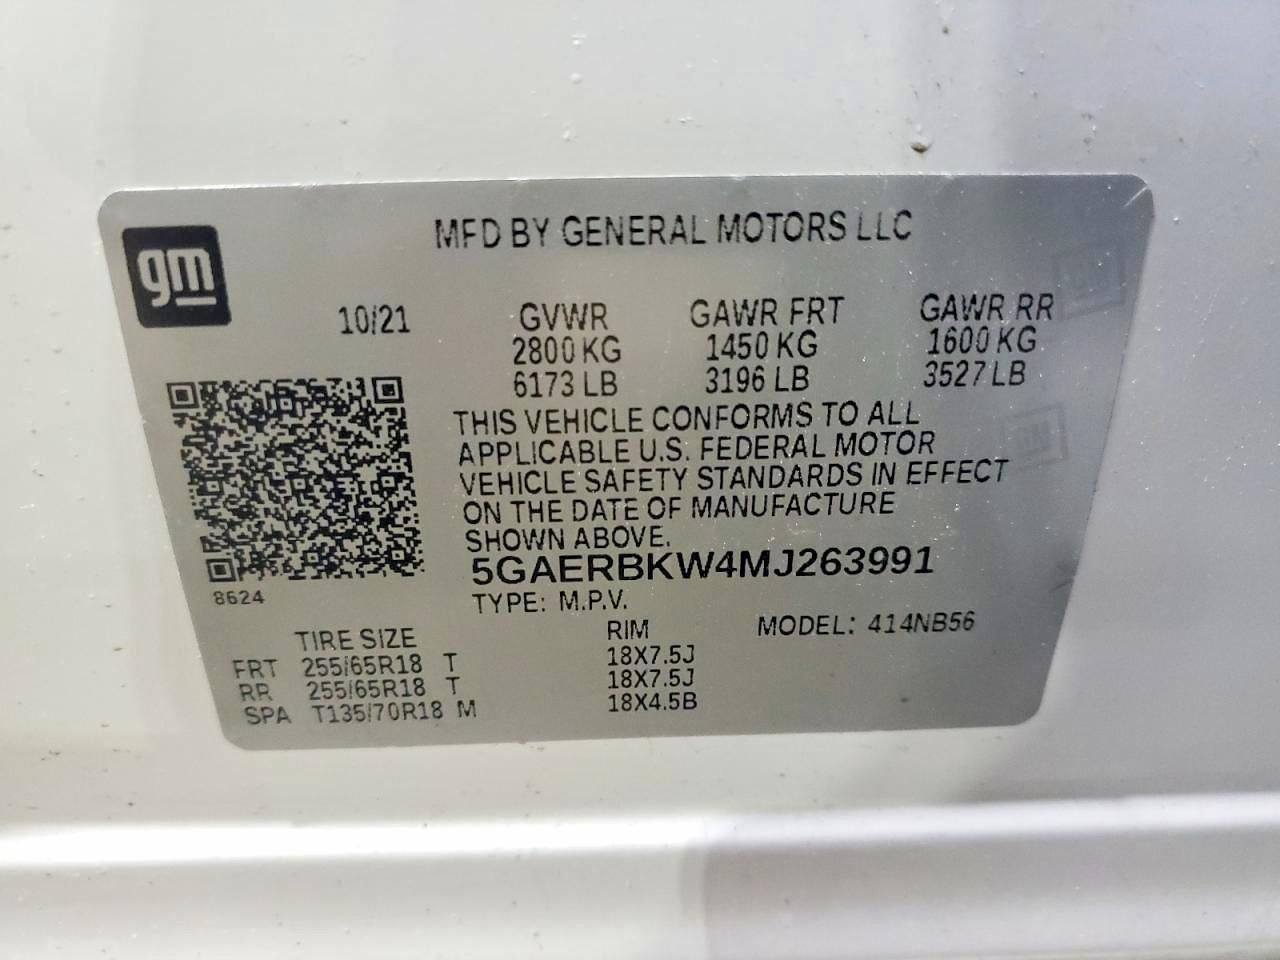 gm
MFD BY GENERAL MOTORS LLC
10/21 GVWR GAWR FRT GAWR RR
2800 KG 1450 KG 1600 KG
6173 LB 3196 LB 3527 LB
THIS VEHICLE CONFORMS TO ALL
APPLICABLE U.S. FEDERAL MOTOR
VEHICLE SAFETY STANDARDS IN EFFECT
ON THE DATE OF MANUFACTURE
SHOWN ABOVE.
5GAERBKW4MJ263991
8624
TYPE: M.P.V.
MODEL: 414NB56
TIRE SIZE RIM
FRT 255/65R18 T 18X7.5J
RR 255/65R18 T 18X7.5J
SPA T135/70R18 M 18X4.5B